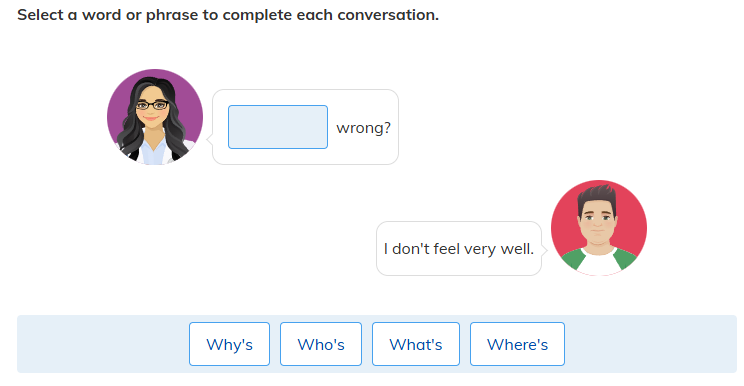 Select a word or phrase to complete each conversation.
wrong?
I don't feel very well.
Why's Who's What's Where's